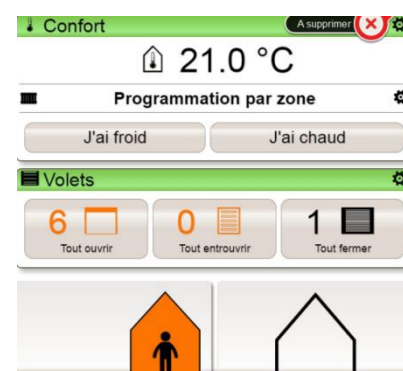 Confort
A supprimer
21.0 °C
Programmation par zone
J'ai froid
J'ai chaud
Volets
6
0
1
Tout ouvrir
Tout entrouvrir
Tout fermer